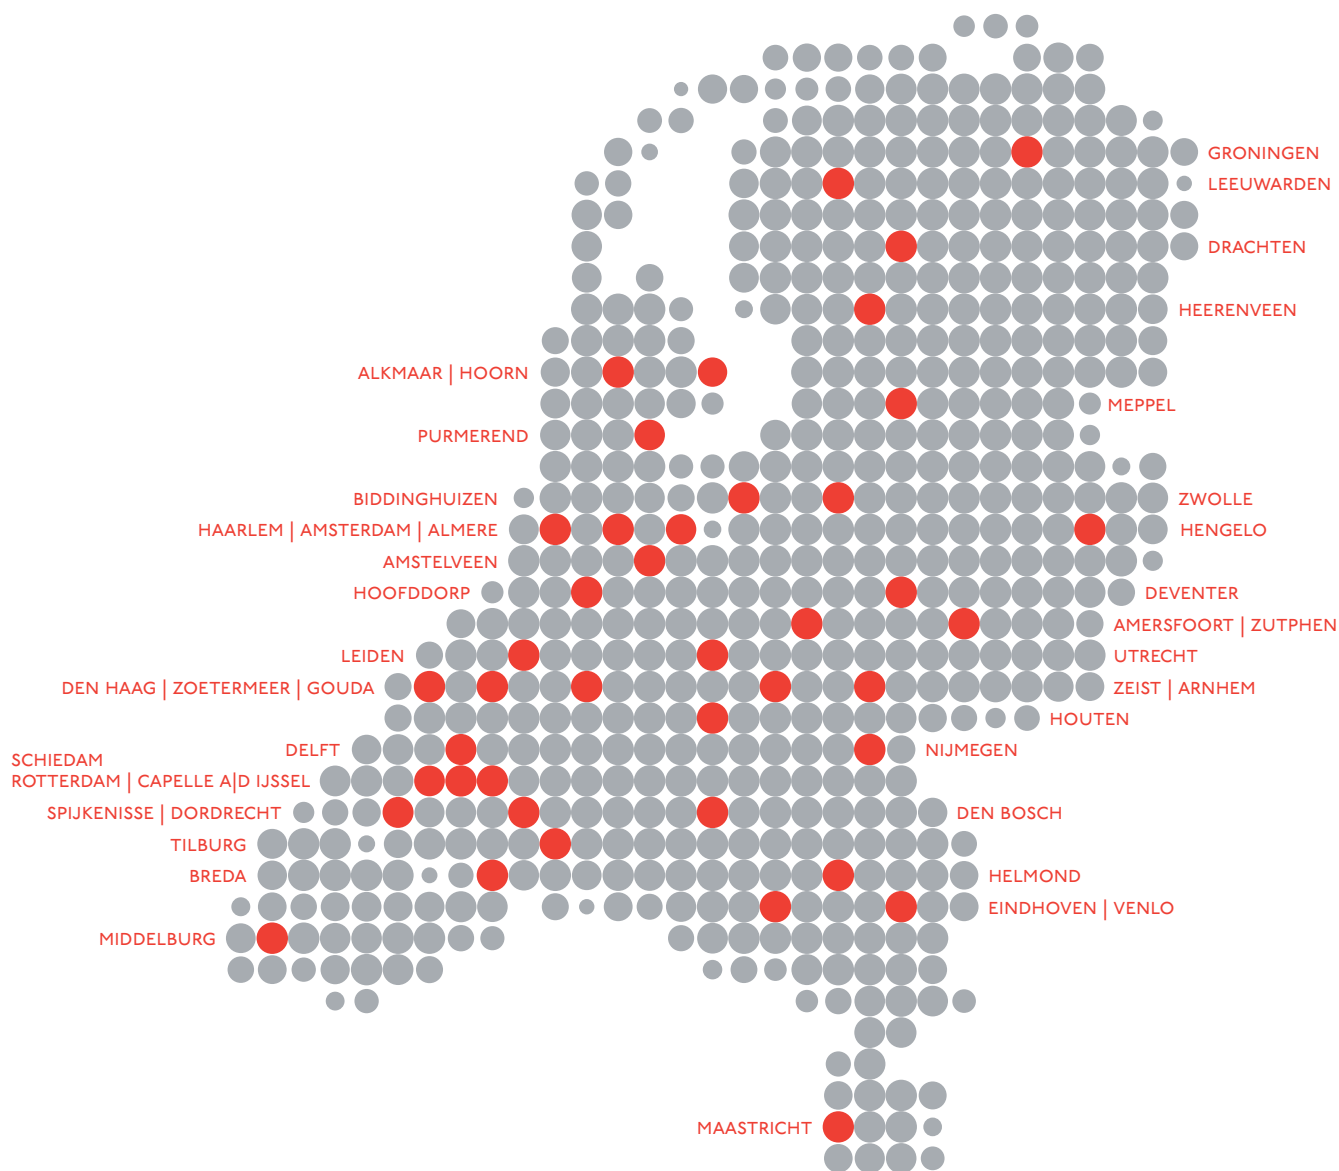 GRONINGEN
LEEUWARDEN
DRACHTEN
HEERENVEEN
ALKMAAR | HOORN
MEPPEL
PURMEREND
BIDDINGHUIZEN
ZWOLLE
HAARLEM | AMSTERDAM | ALMERE
HENGELO
AMSTELVEEN
HOOFDDORP
DEVENTER
AMERSFOORT | ZUTPHEN
LEIDEN
UTRECHT
DEN HAAG | ZOETERMEER | GOUDA
ZEIST | ARNHEM
HOUTEN
DELFT
NIJMEGEN
SCHIEDAM
ROTTERDAM | CAPELLE A|D IJSSEL
SPIJKENISSE | DORDRECHT
DEN BOSCH
TILBURG
BREDA
HELMOND
EINDHOVEN | VENLO
MIDDELBURG
MAASTRICHT